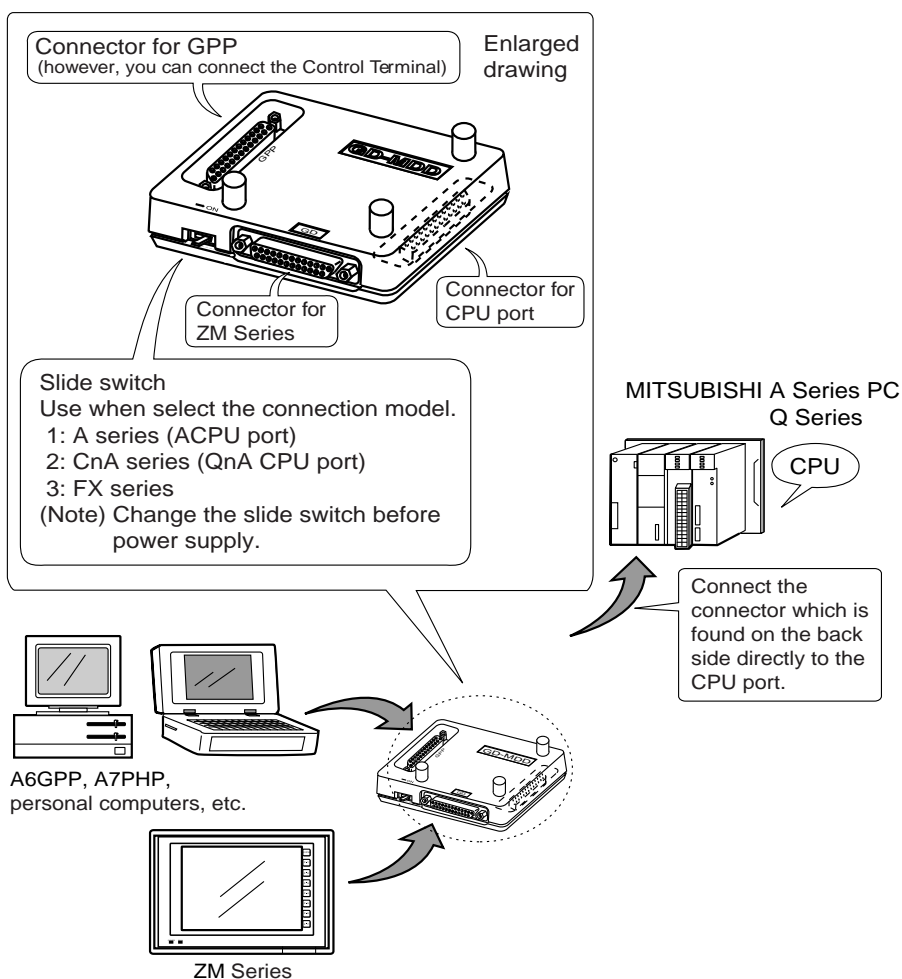 Connector for GPP
(however, you can connect the Control Terminal)
Enlarged
drawing
GPP
GD-MDD
ON
GD
Connector for
ZM Series
Connector for
CPU port
Slide switch
Use when select the connection model.
1: A series (ACPU port)
2: CnA series (QnA CPU port)
3: FX series
(Note) Change the slide switch before
power supply.
MITSUBISHI A Series PC
Q Series
CPU
Connect the
connector which is
found on the back
side directly to the
CPU port.
GPP
GD-MDD
ON
A6GPP, A7PHP,
personal computers, etc.
ZM Series